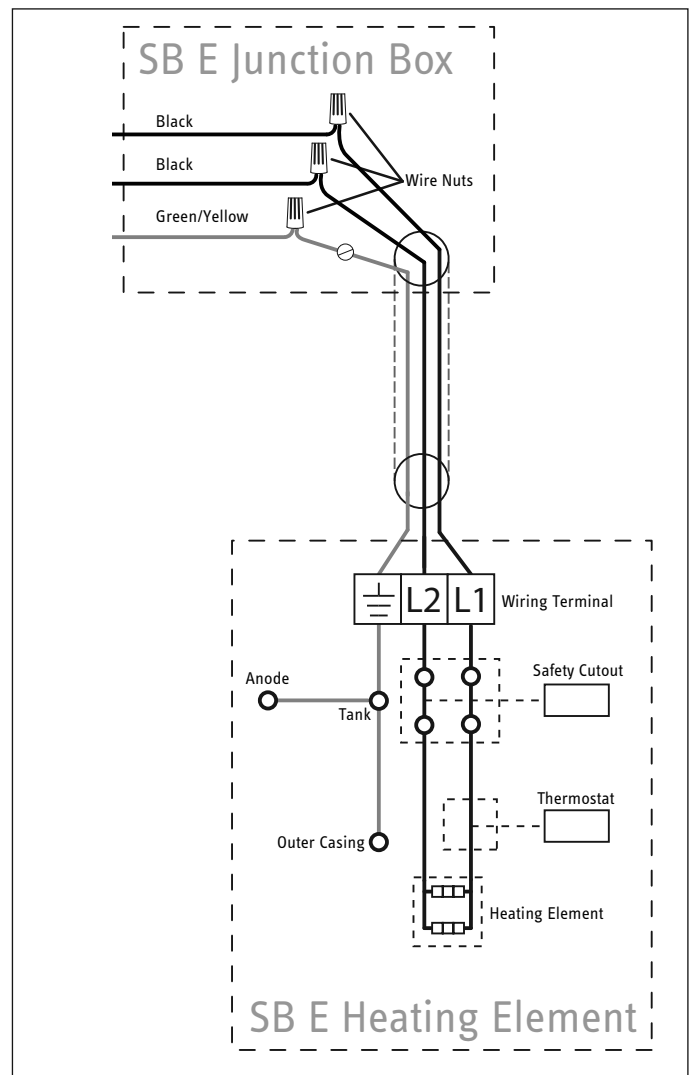 SB E Junction Box
Black
Black
Wire Nuts
Green/Yellow
L2
L1
Wiring Terminal
Safety Cutout
Anode
Tank
Thermostat
Outer Casing
Heating Element
SB E Heating Element